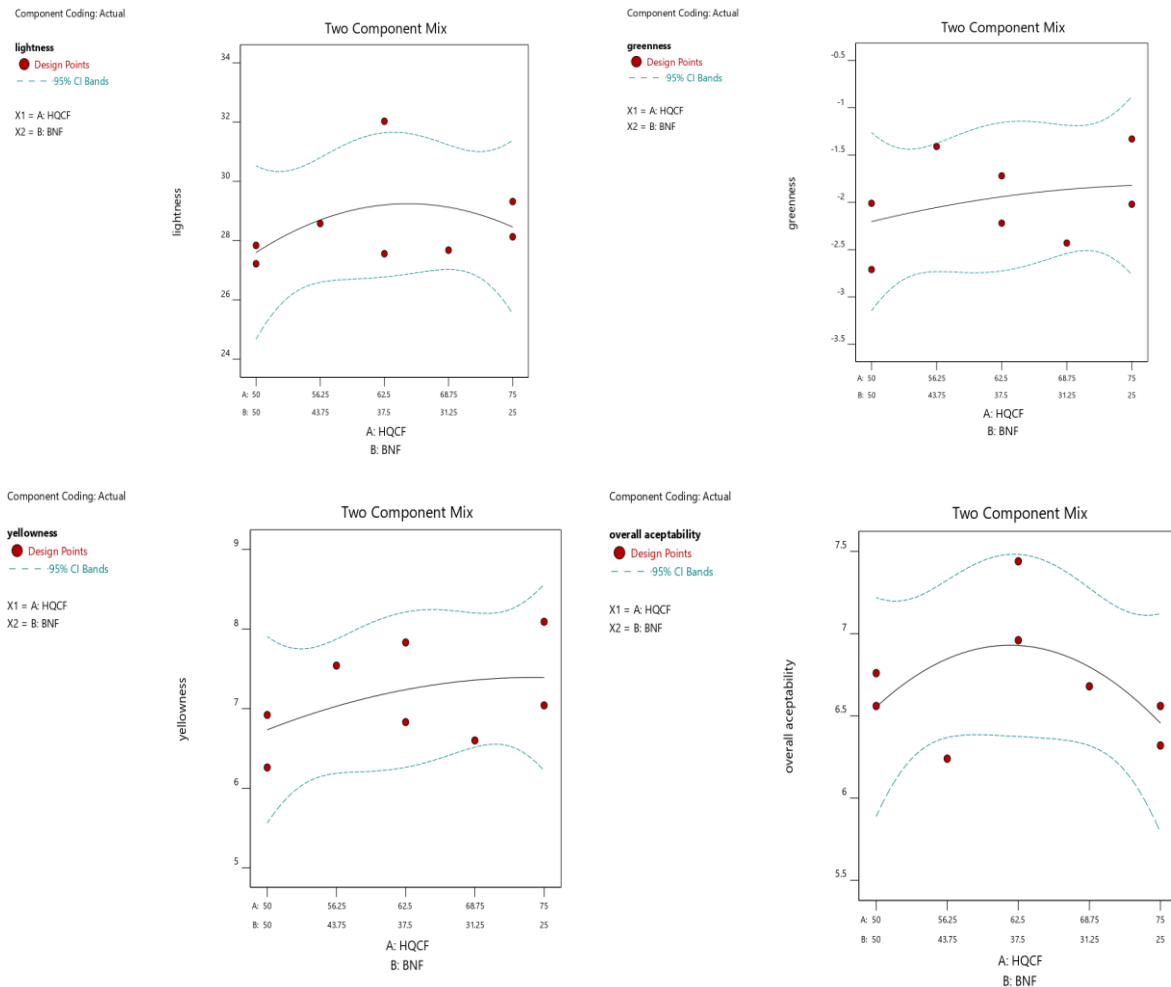 Component Coding: Actual
Two Component Mix
lightness
Design Points
95% CI Bands
X1 = A: HQCF
X2 = B: BNF
lightness
34
32
30
28
26
24
A: 50 56.25 62.5 68.75 75
B: 50 43.75 37.5 31.25 25
A: HQCF
B: BNF
Component Coding: Actual
Two Component Mix
greenness
Design Points
95% CI Bands
X1 = A: HQCF
X2 = B: BNF
greenness
-0.5
-1
-1.5
-2
-2.5
-3
-3.5
A: 50 56.25 62.5 68.75 75
B: 50 43.75 37.5 31.25 25
A: HQCF
B: BNF
Component Coding: Actual
Two Component Mix
yellowness
Design Points
95% CI Bands
X1 = A: HQCF
X2 = B: BNF
yellowness
9
8
7
6
5
A: 50 56.25 62.5 68.75 75
B: 50 43.75 37.5 31.25 25
A: HQCF
B: BNF
Component Coding: Actual
Two Component Mix
overall aceptability
Design Points
95% CI Bands
X1 = A: HQCF
X2 = B: BNF
overall aceptability
7.5
7
6.5
6
5.5
A: 50 56.25 62.5 68.75 75
B: 50 43.75 37.5 31.25 25
A: HQCF
B: BNF